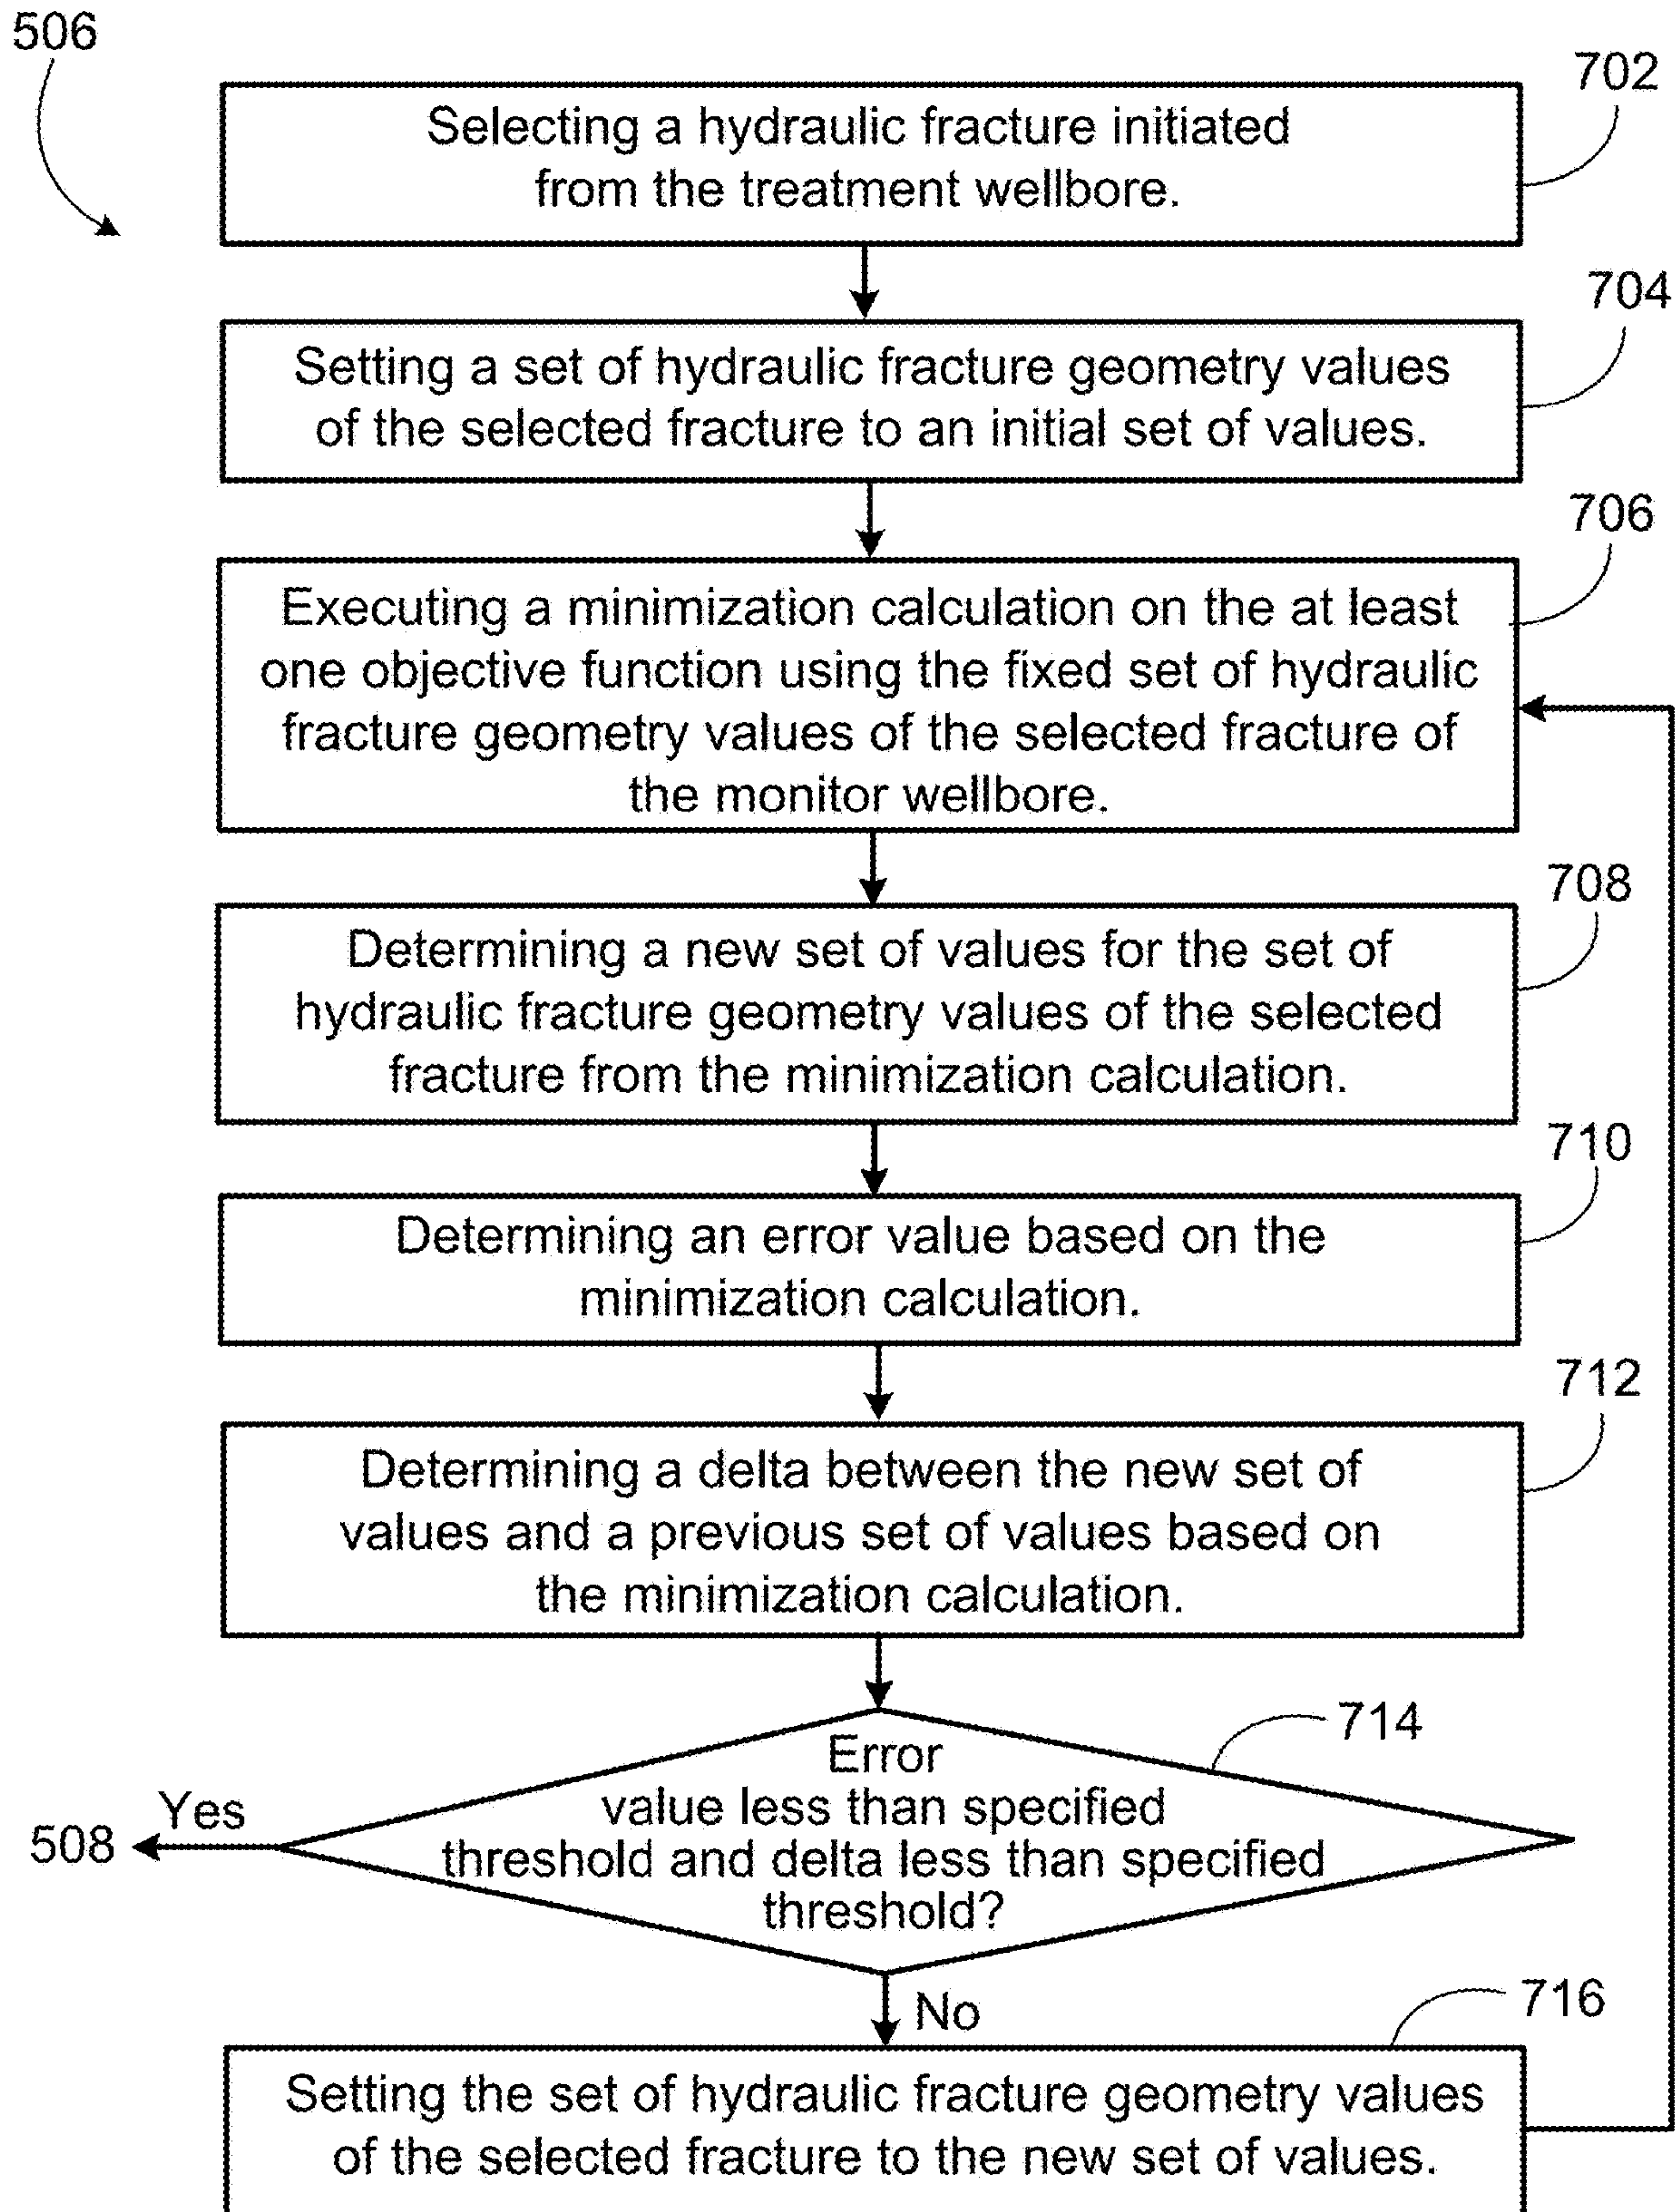 506
702
Selecting a hydraulic fracture initiated
from the treatment wellbore.
704
Setting a set of hydraulic fracture geometry values
of the selected fracture to an initial set of values.
706
Executing a minimization calculation on the at least
one objective function using the fixed set of hydraulic
fracture geometry values of the selected fracture of
the monitor wellbore.
708
Determining a new set of values for the set of
hydraulic fracture geometry values of the selected
fracture from the minimization calculation.
710
Determining an error value based on the
minimization calculation.
712
Determining a delta between the new set of
values and a previous set of values based on
the minimization calculation.
714
Error
value less than specified
threshold and delta less than specified
threshold?
Yes
508
No
716
Setting the set of hydraulic fracture geometry values
of the selected fracture to the new set of values.